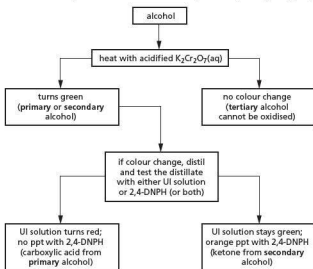 alcohol
heat with acidified K₂Cr₂O₇(aq)
turns green
(primary or secondary
alcohol)
no colour change
(tertiary alcohol
cannot be oxidised)
if colour change, distil
and test the distillate
with either UI solution
or 2,4-DNPH (or both)
UI solution turns red;
no ppt with 2,4-DNPH
(carboxylic acid from
primary alcohol)
UI solution stays green;
orange ppt with 2,4-DNPH
(ketone from secondary
alcohol)